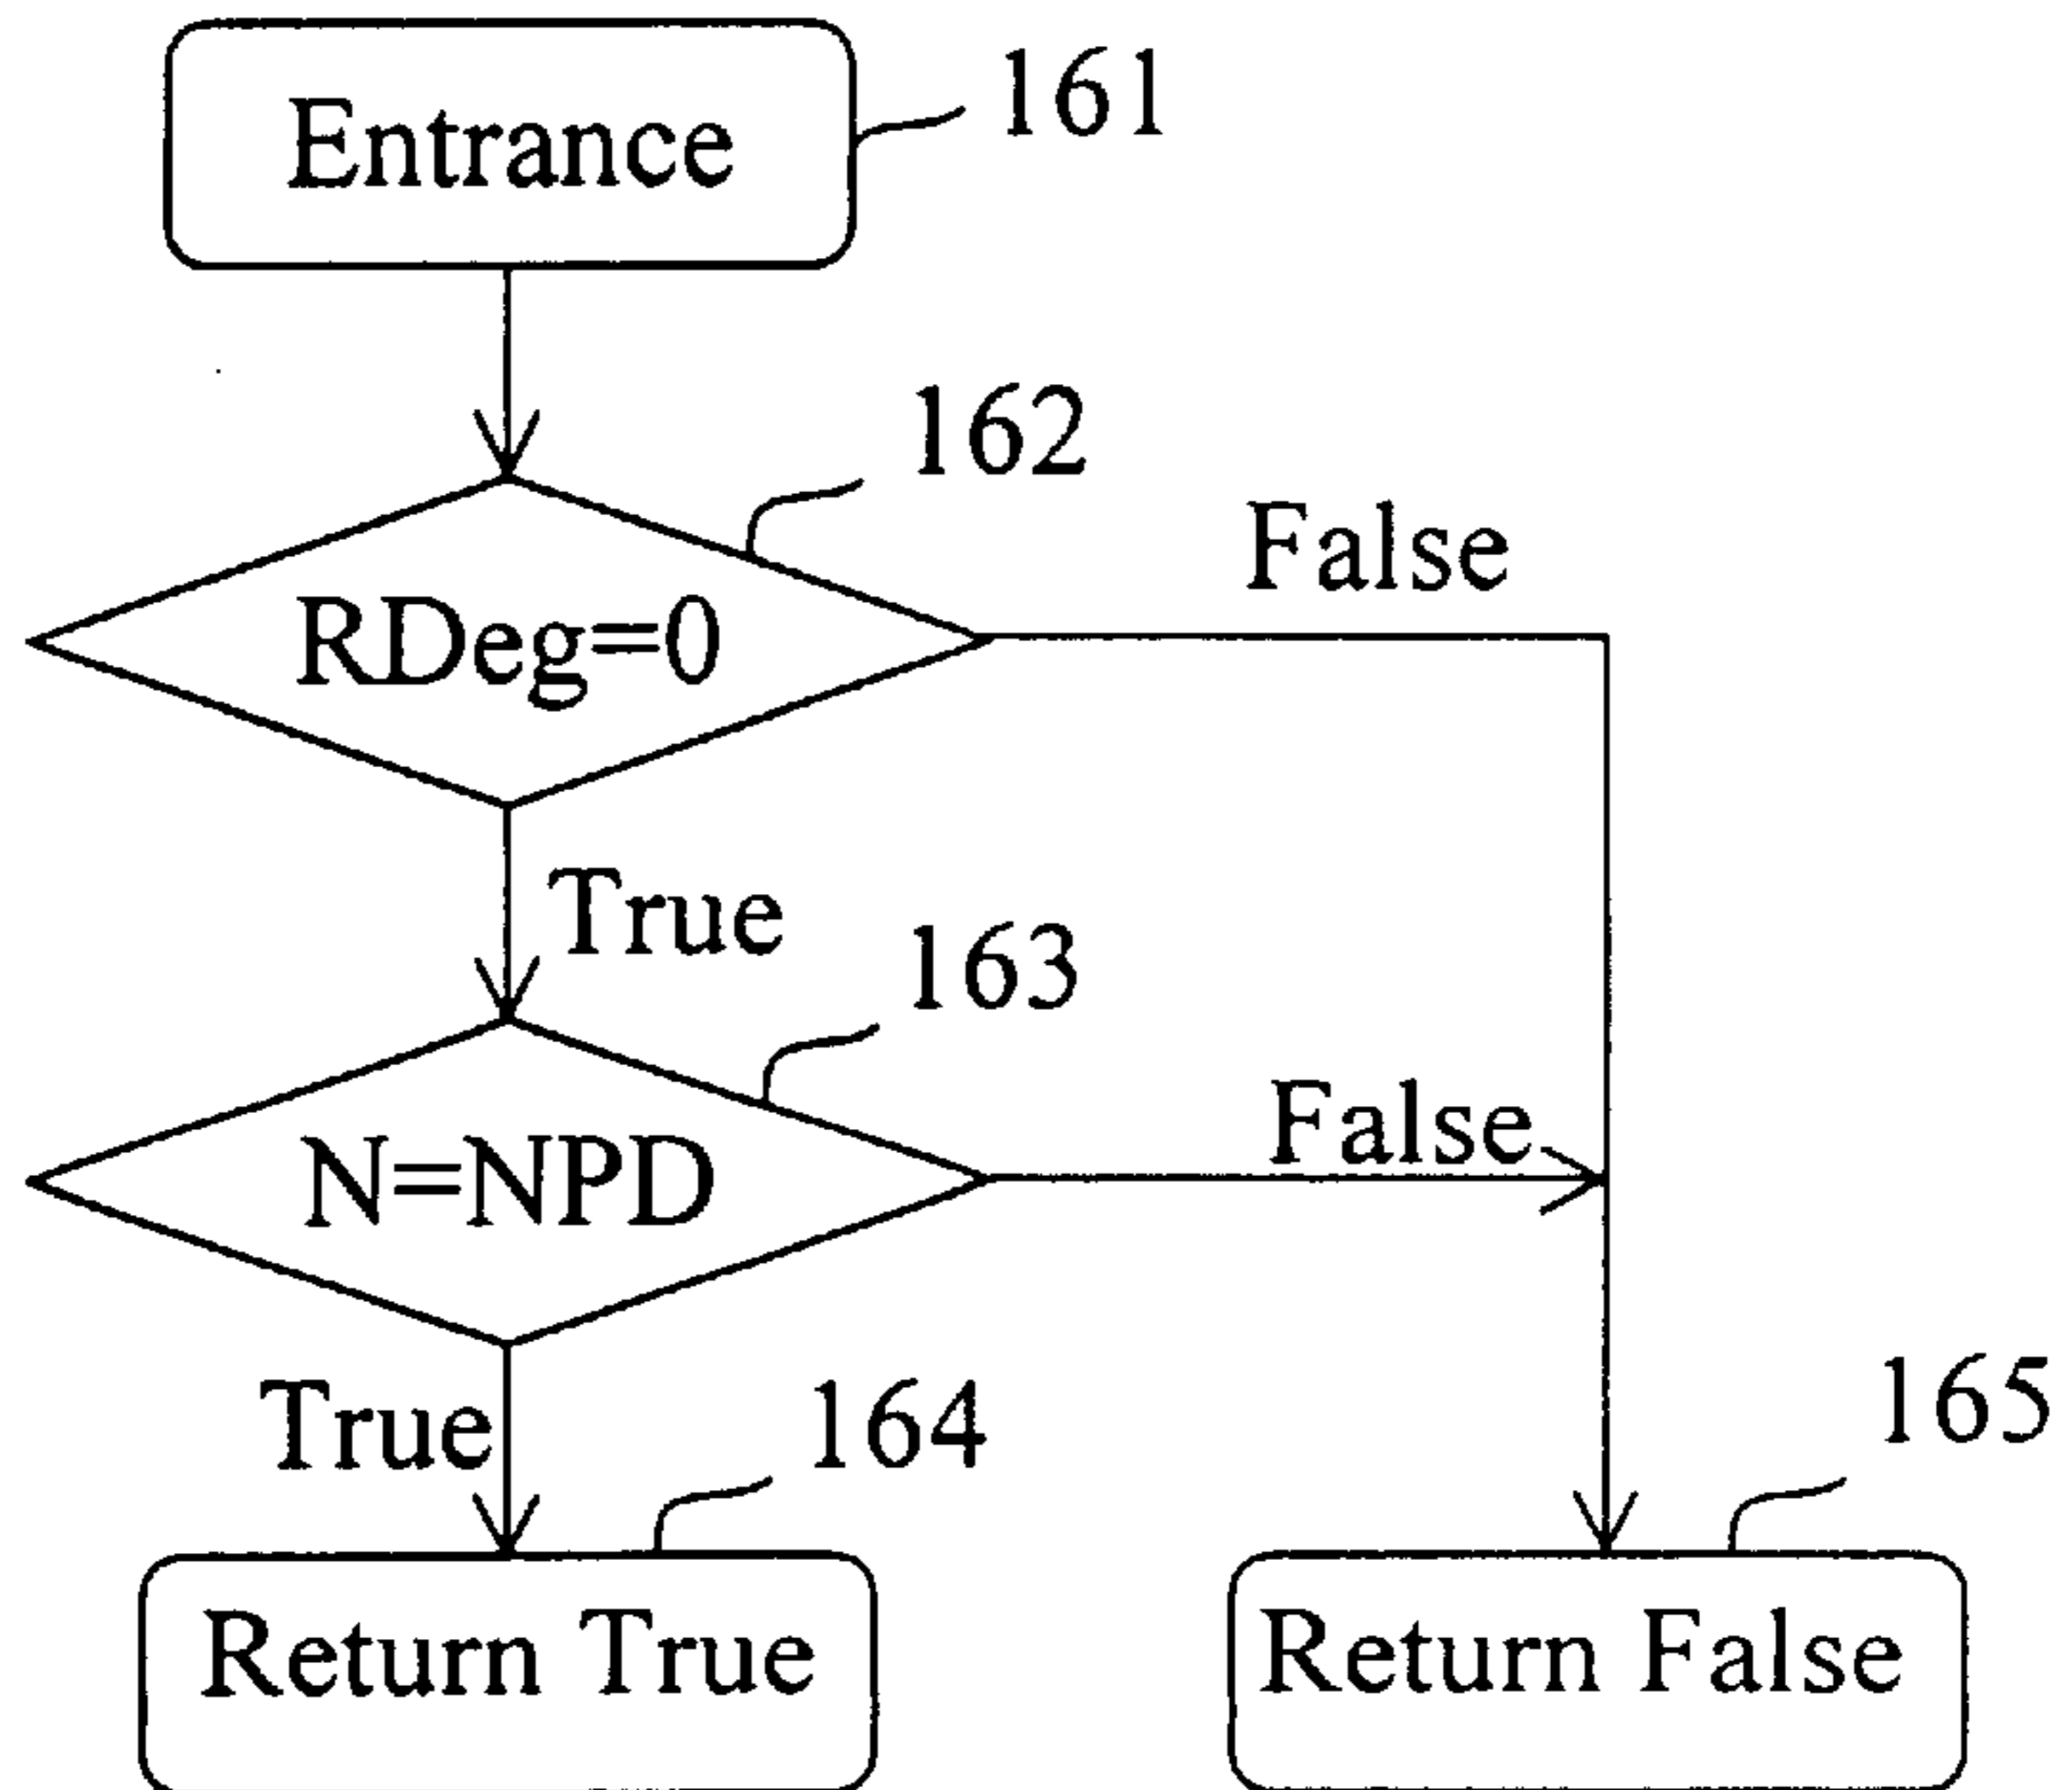 Entrance
161
162
RDeg=0
False
True
163
N=NPD
False
True
164
165
Return True
Return False